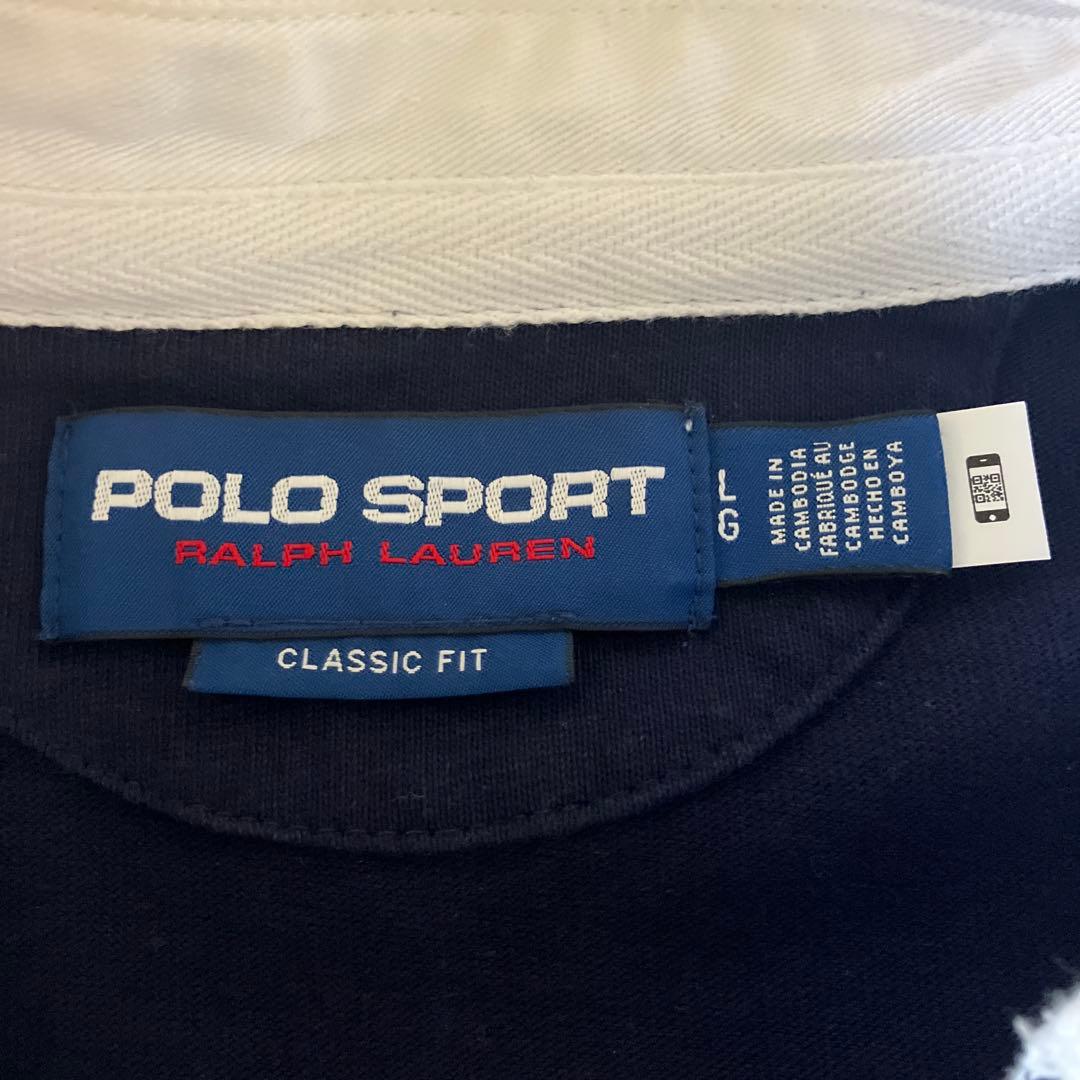 POLO SPORT
RALPH LAUREN
CLASSIC FIT
L
G
MADE IN
CAMBODIA
FABRIQUÉ AU
CAMBODGE
HECHO EN
CAMBOYA